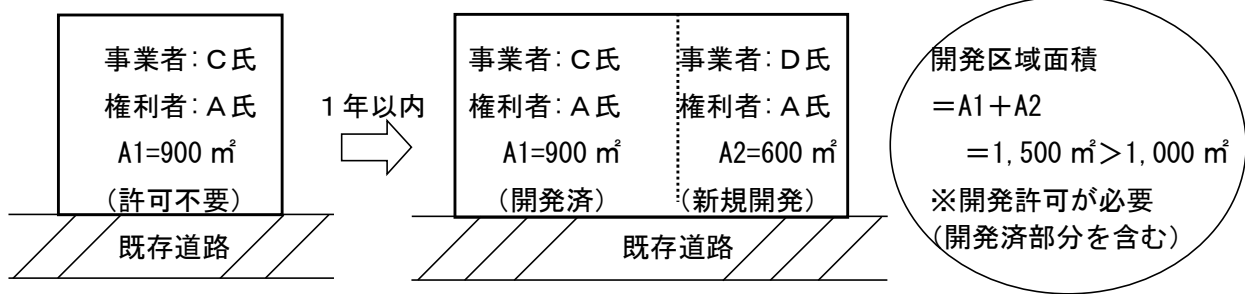 事業者：Ｃ氏
権利者：Ａ氏
A1=900 ㎡
（許可不要）
既存道路
１年以内
事業者：Ｃ氏
権利者：Ａ氏
A1=900 ㎡
（開発済）
事業者：Ｄ氏
権利者：Ａ氏
A2=600 ㎡
（新規開発）
既存道路
開発区域面積
＝A1＋A2
＝1,500 ㎡＞1,000 ㎡
※開発許可が必要
（開発済部分を含む）